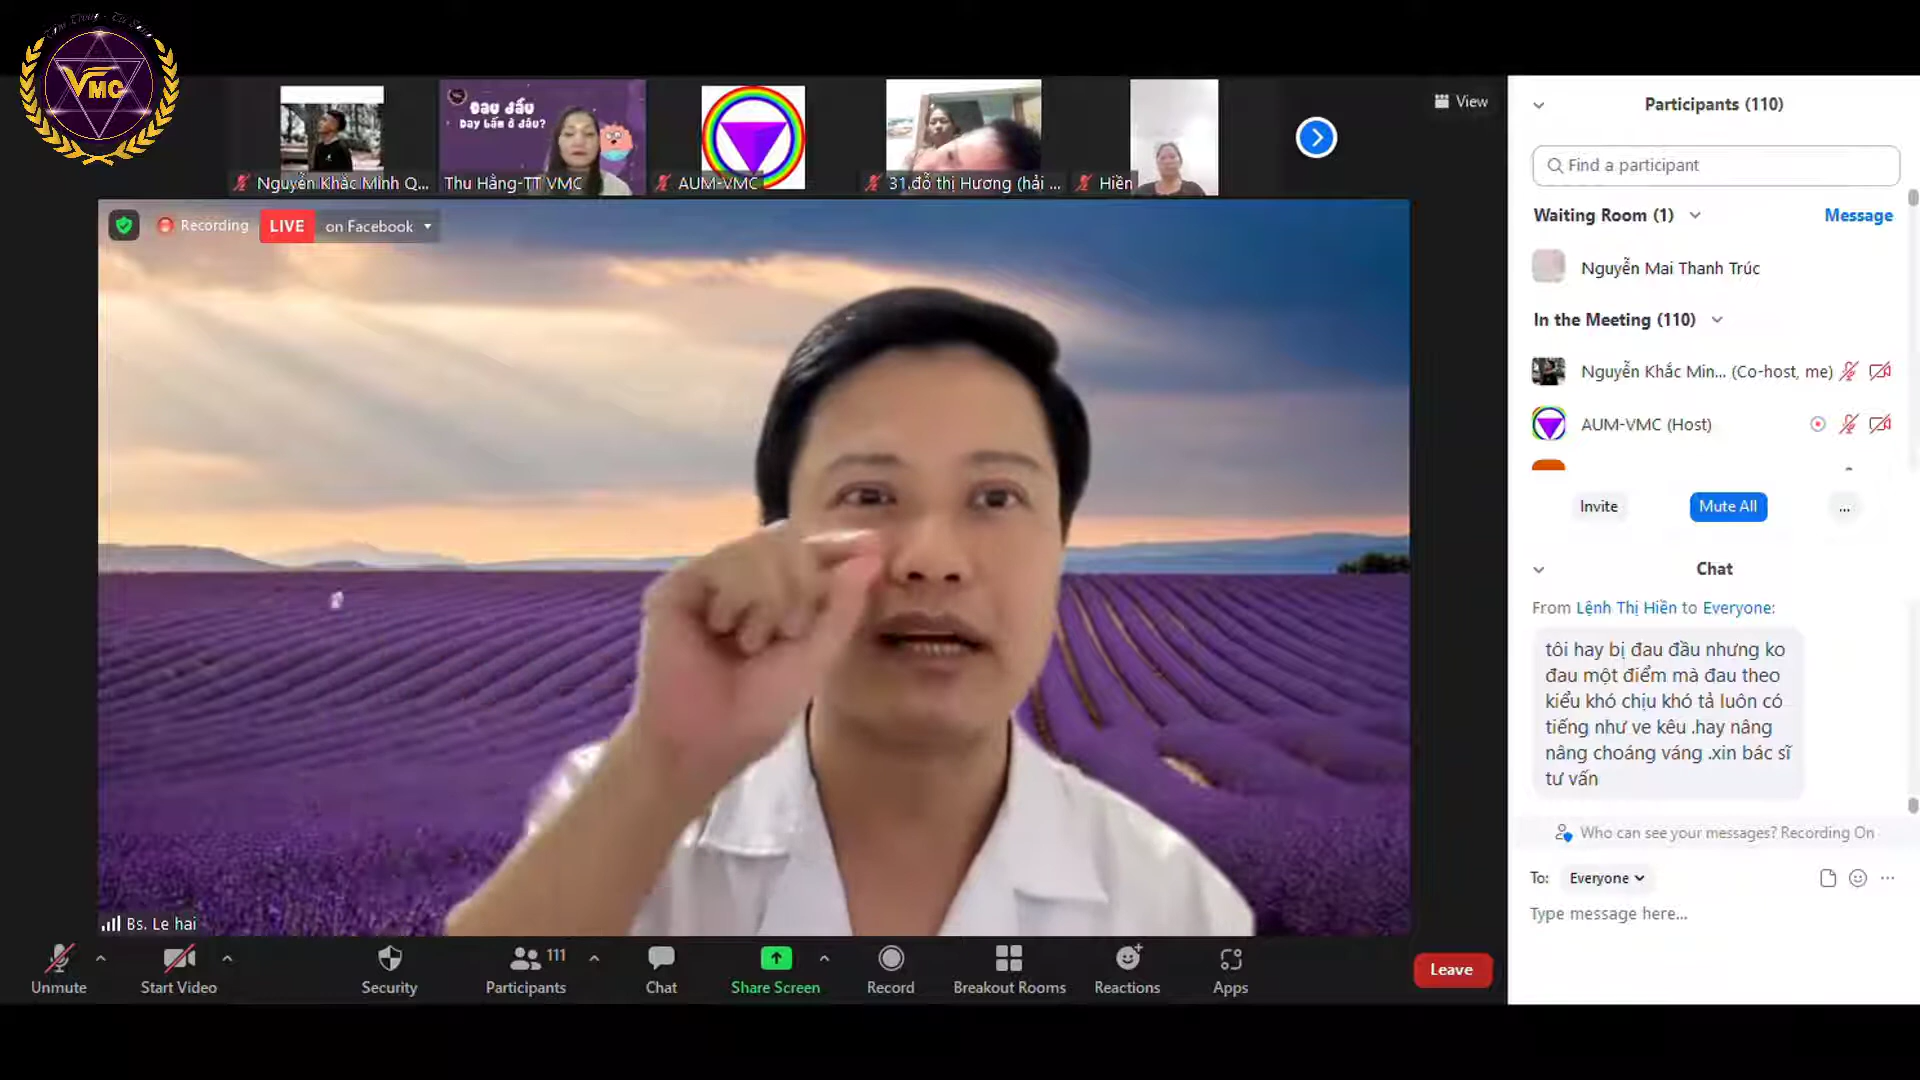 VMC
Đau đầu
Day bấm ở đâu?
Nguyễn Khắc Minh Q...
Thu Hằng-TT VMC
AUM-VMC
31.đỗ thị Hương (hải ...
Hiền
View
Recording
LIVE
on Facebook
Bs. Le hai
Unmute
Start Video
Security
111
Participants
Chat
Share Screen
Record
Breakout Rooms
Reactions
Apps
Leave
Participants (110)
Find a participant
Waiting Room (1)
Message
Nguyễn Mai Thanh Trúc
In the Meeting (110)
Nguyễn Khắc Min... (Co-host, me)
AUM-VMC (Host)
Invite
Mute All
...
Chat
From Lệnh Thị Hiền to Everyone:
tôi hay bị đau đầu nhưng ko
đau một điểm mà đau theo
kiểu khó chịu khó tả luôn có
tiếng như ve kêu .hay nâng
nâng choáng váng .xin bác sĩ
tư vấn
Who can see your messages? Recording On
To: Everyone
Type message here...